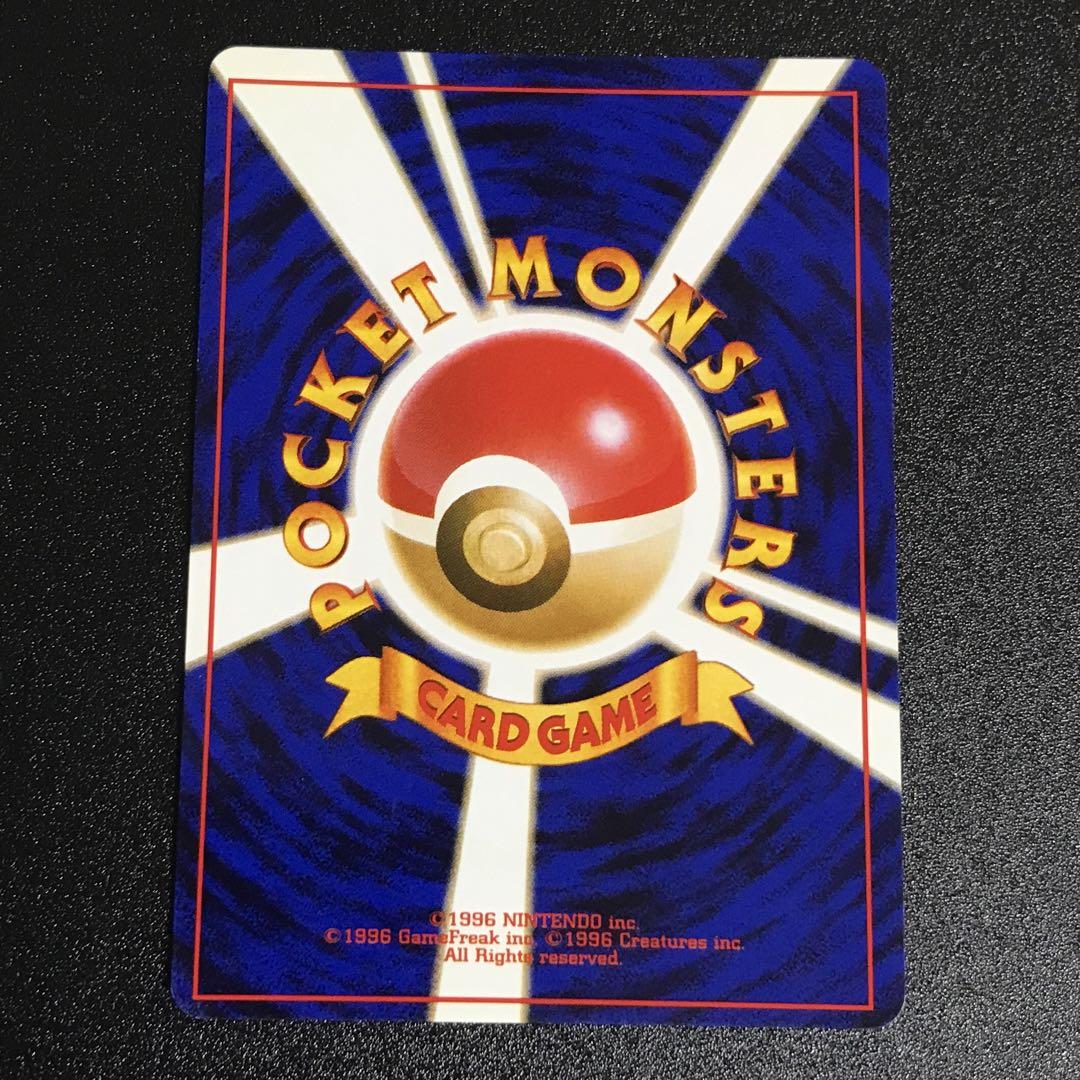 POCKET MONSTERS
CARD GAME
©1996 NINTENDO inc.
©1996 GameFreak inc. ©1996 Creatures inc.
All Rights reserved.